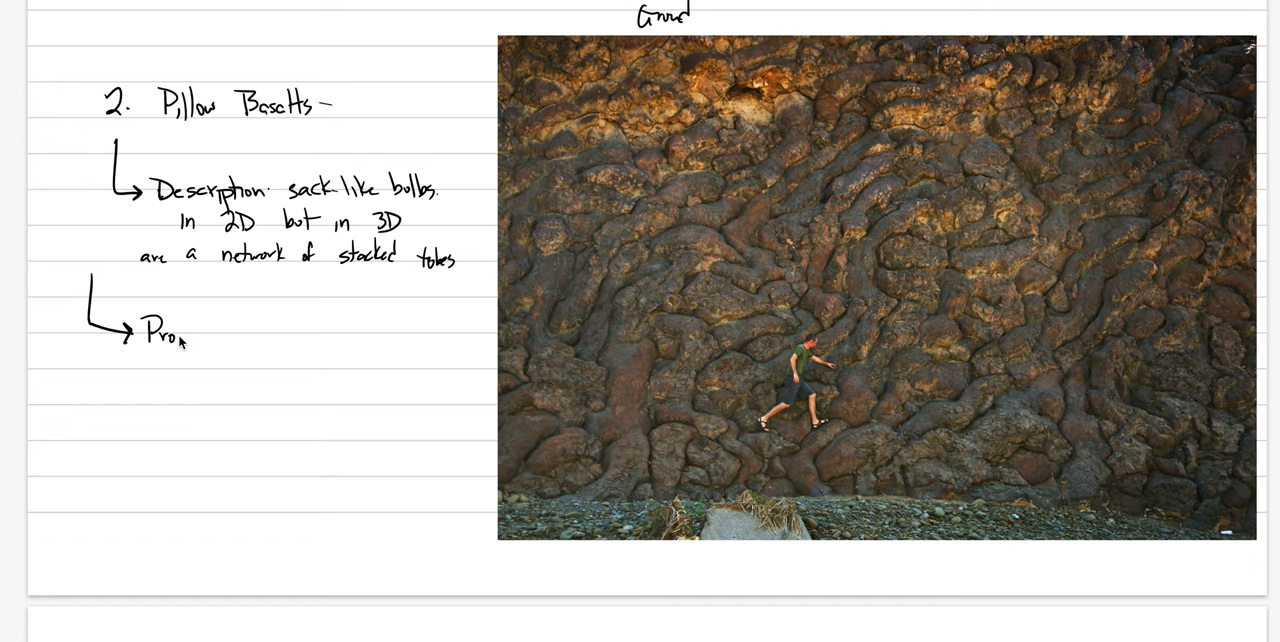 2. Pillow Basalts -
Description: sack-like bulbs.
in 2D but in 3D
are a network of stacked tubes
Pro